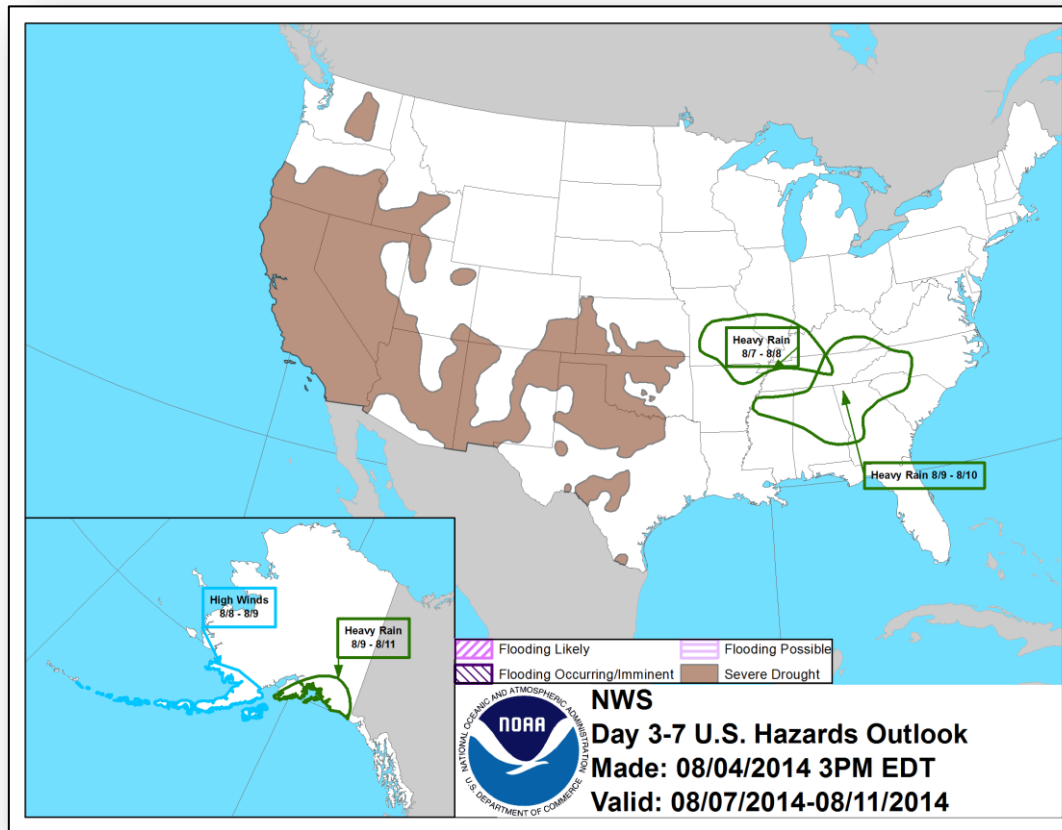 Heavy Rain
8/7 - 8/8
Heavy Rain 8/9 - 8/10
High Winds
8/8 - 8/9
Heavy Rain
8/9 - 8/11
Flooding Likely
Flooding Possible
Flooding Occurring/Imminent
Severe Drought
NATIONAL OCEANIC AND ATMOSPHERIC ADMINISTRATION
NOAA
U.S. DEPARTMENT OF COMMERCE
NWS
Day 3-7 U.S. Hazards Outlook
Made: 08/04/2014 3PM EDT
Valid: 08/07/2014-08/11/2014